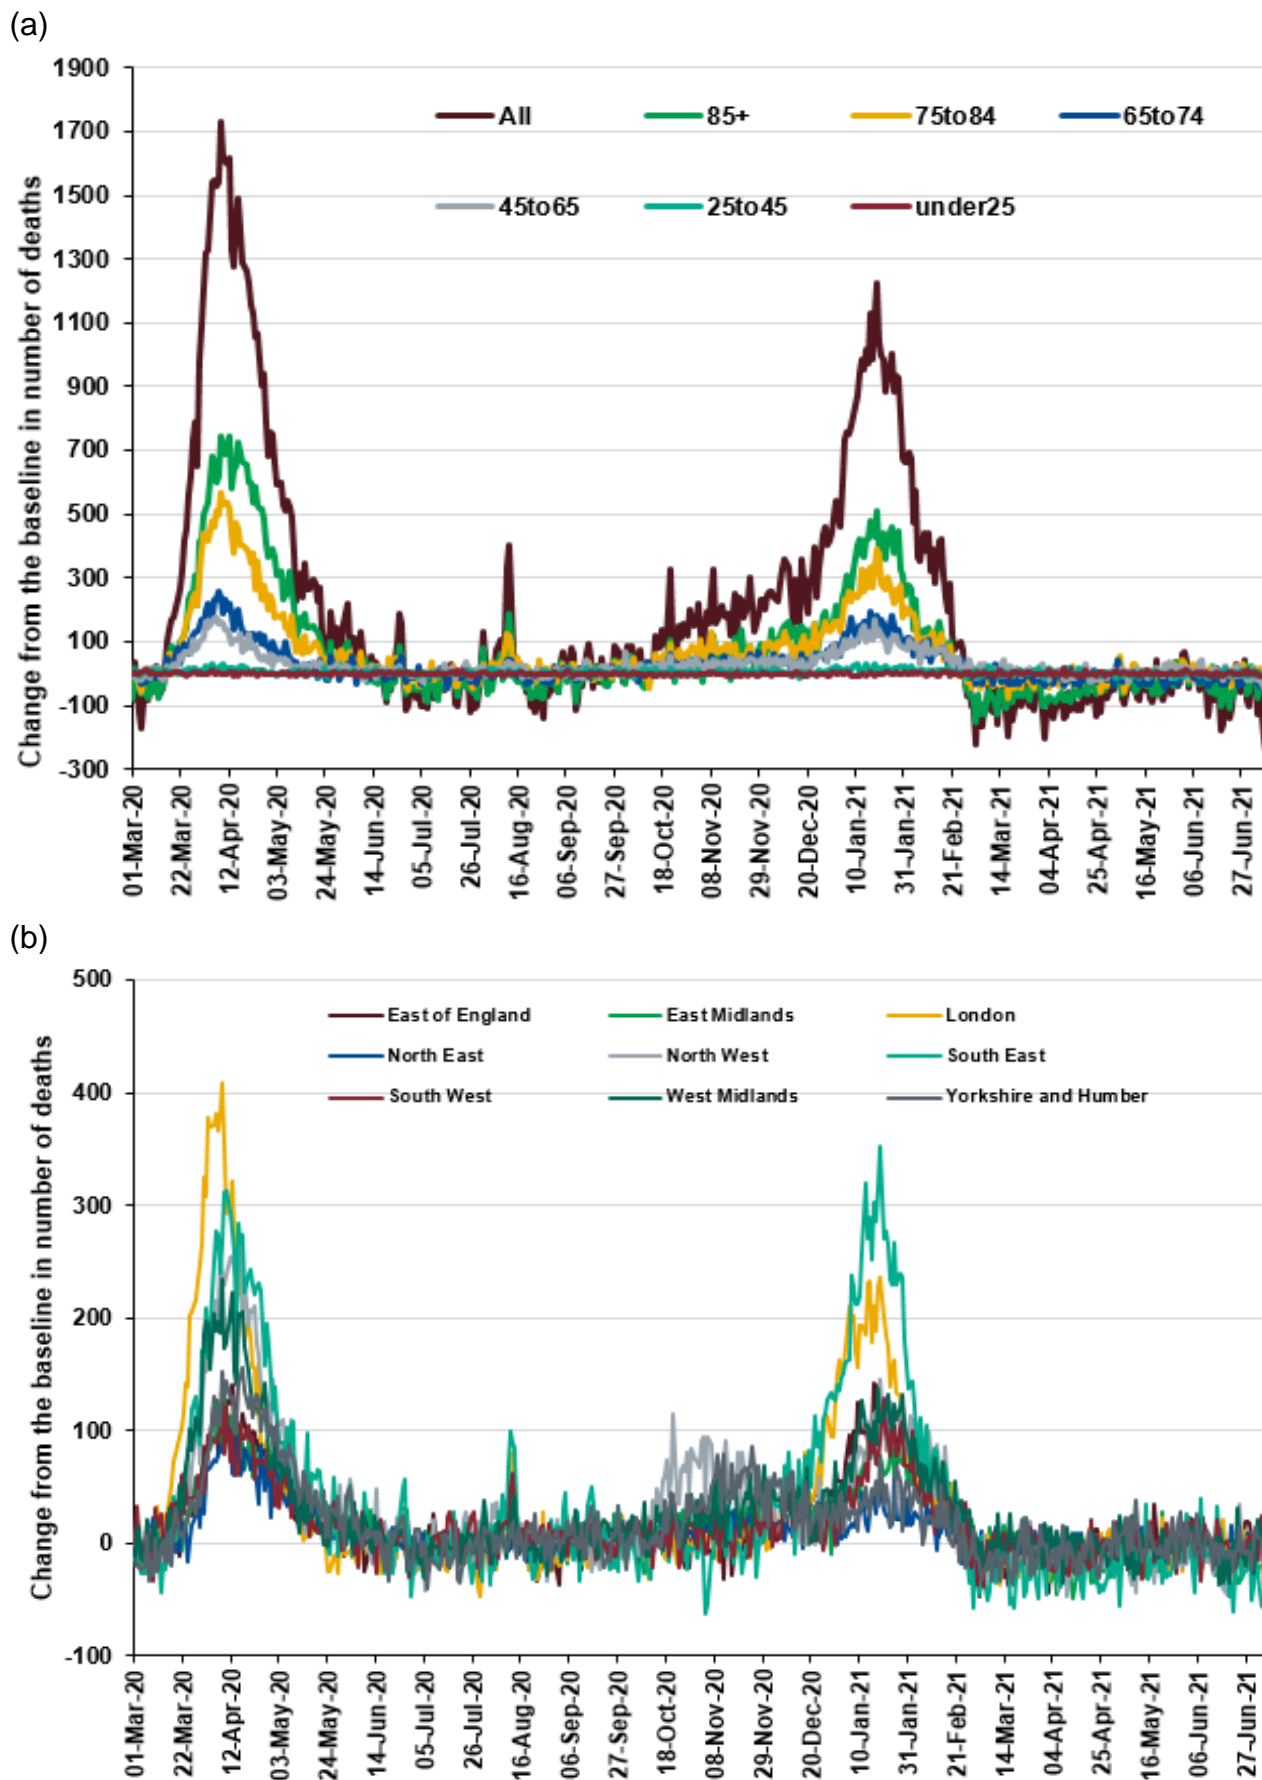 (a)
Change from the baseline in number of deaths
1900
1700
1500
1300
1100
900
700
500
300
100
-100
-300
All 85+ 75to84 65to74
45to65 25to45 under25
01-Mar-20 22-Mar-20 12-Apr-20 03-May-20 24-May-20 14-Jun-20 05-Jul-20 26-Jul-20 16-Aug-20 06-Sep-20 27-Sep-20 18-Oct-20 08-Nov-20 29-Nov-20 20-Dec-20 10-Jan-21 31-Jan-21 21-Feb-21 14-Mar-21 04-Apr-21 25-Apr-21 16-May-21 06-Jun-21 27-Jun-21
(b)
Change from the baseline in number of deaths
500
400
300
200
100
0
-100
East of England East Midlands London
North East North West South East
South West West Midlands Yorkshire and Humber
01-Mar-20 22-Mar-20 12-Apr-20 03-May-20 24-May-20 14-Jun-20 05-Jul-20 26-Jul-20 16-Aug-20 06-Sep-20 27-Sep-20 18-Oct-20 08-Nov-20 29-Nov-20 20-Dec-20 10-Jan-21 31-Jan-21 21-Feb-21 14-Mar-21 04-Apr-21 25-Apr-21 16-May-21 06-Jun-21 27-Jun-21